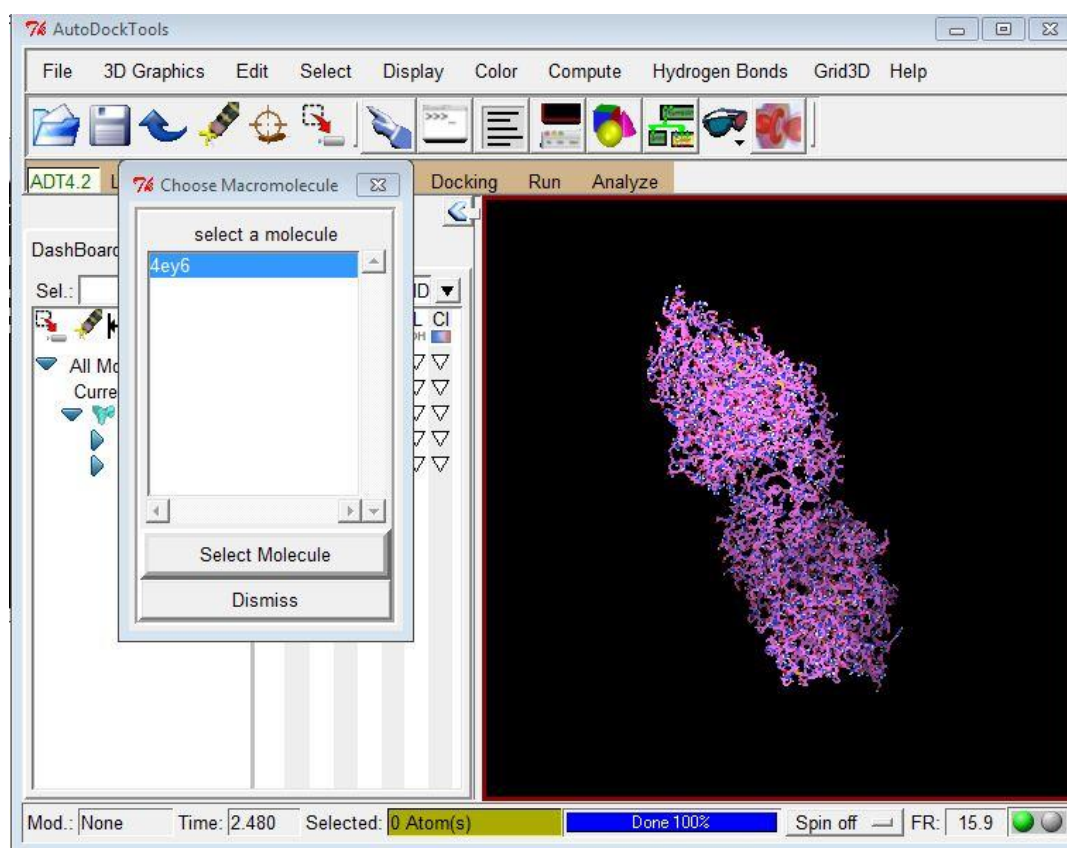 AutoDockTools
File 3D Graphics Edit Select Display Color Compute Hydrogen Bonds Grid3D Help
>>>_
ADT4.2 L Docking Run Analyze
Choose Macromolecule
select a molecule
4ey6
DashBoard
Sel.: ID
L Cl
All Mo
Curre
Select Molecule
Dismiss
Mod.: None Time: 2.480 Selected: 0 Atom(s) Done 100% Spin off FR: 15.9